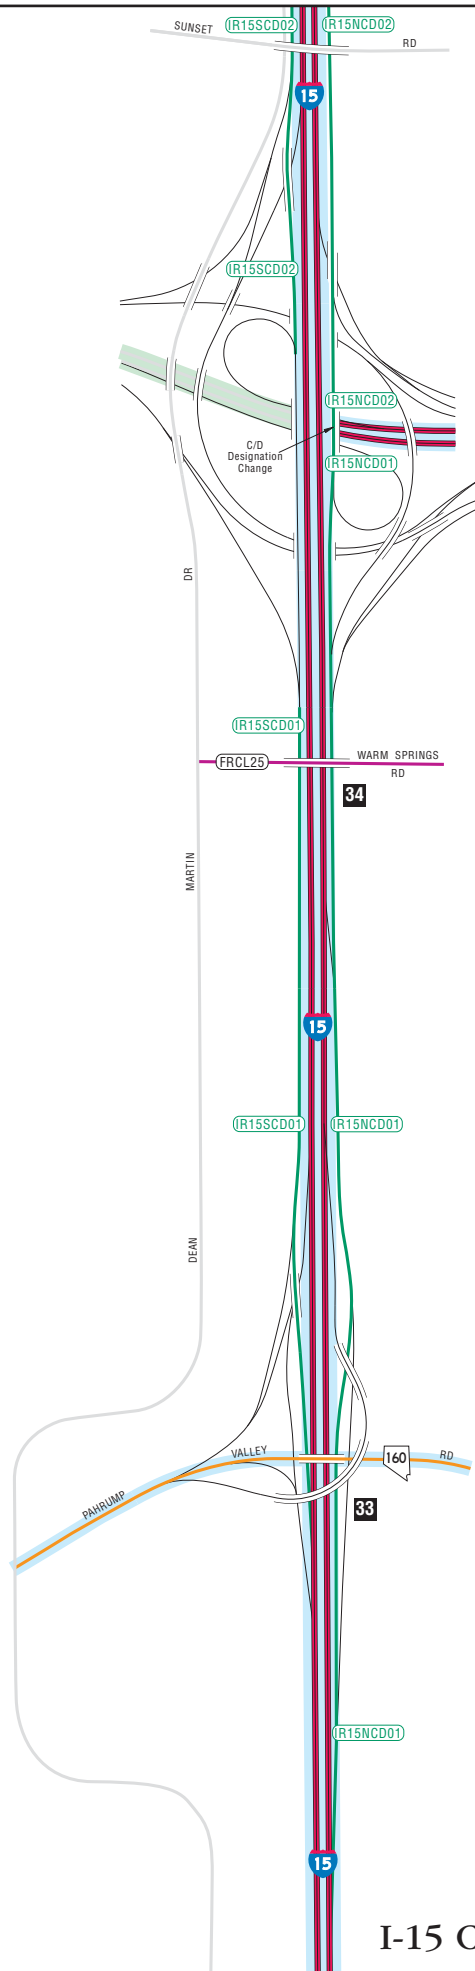 SUNSET
IR15SCD02
IR15NCD02
RD
15
IR15SCD02
IR15NCD02
C/D
Designation
Change
IR15NCD01
DR
IR15SCD01
FRCL25
WARM SPRINGS
RD
34
MARTIN
15
IR15SCD01
IR15NCD01
DEAN
VALLEY
160
RD
PAHRUMP
33
IR15NCD01
15
I-15 C